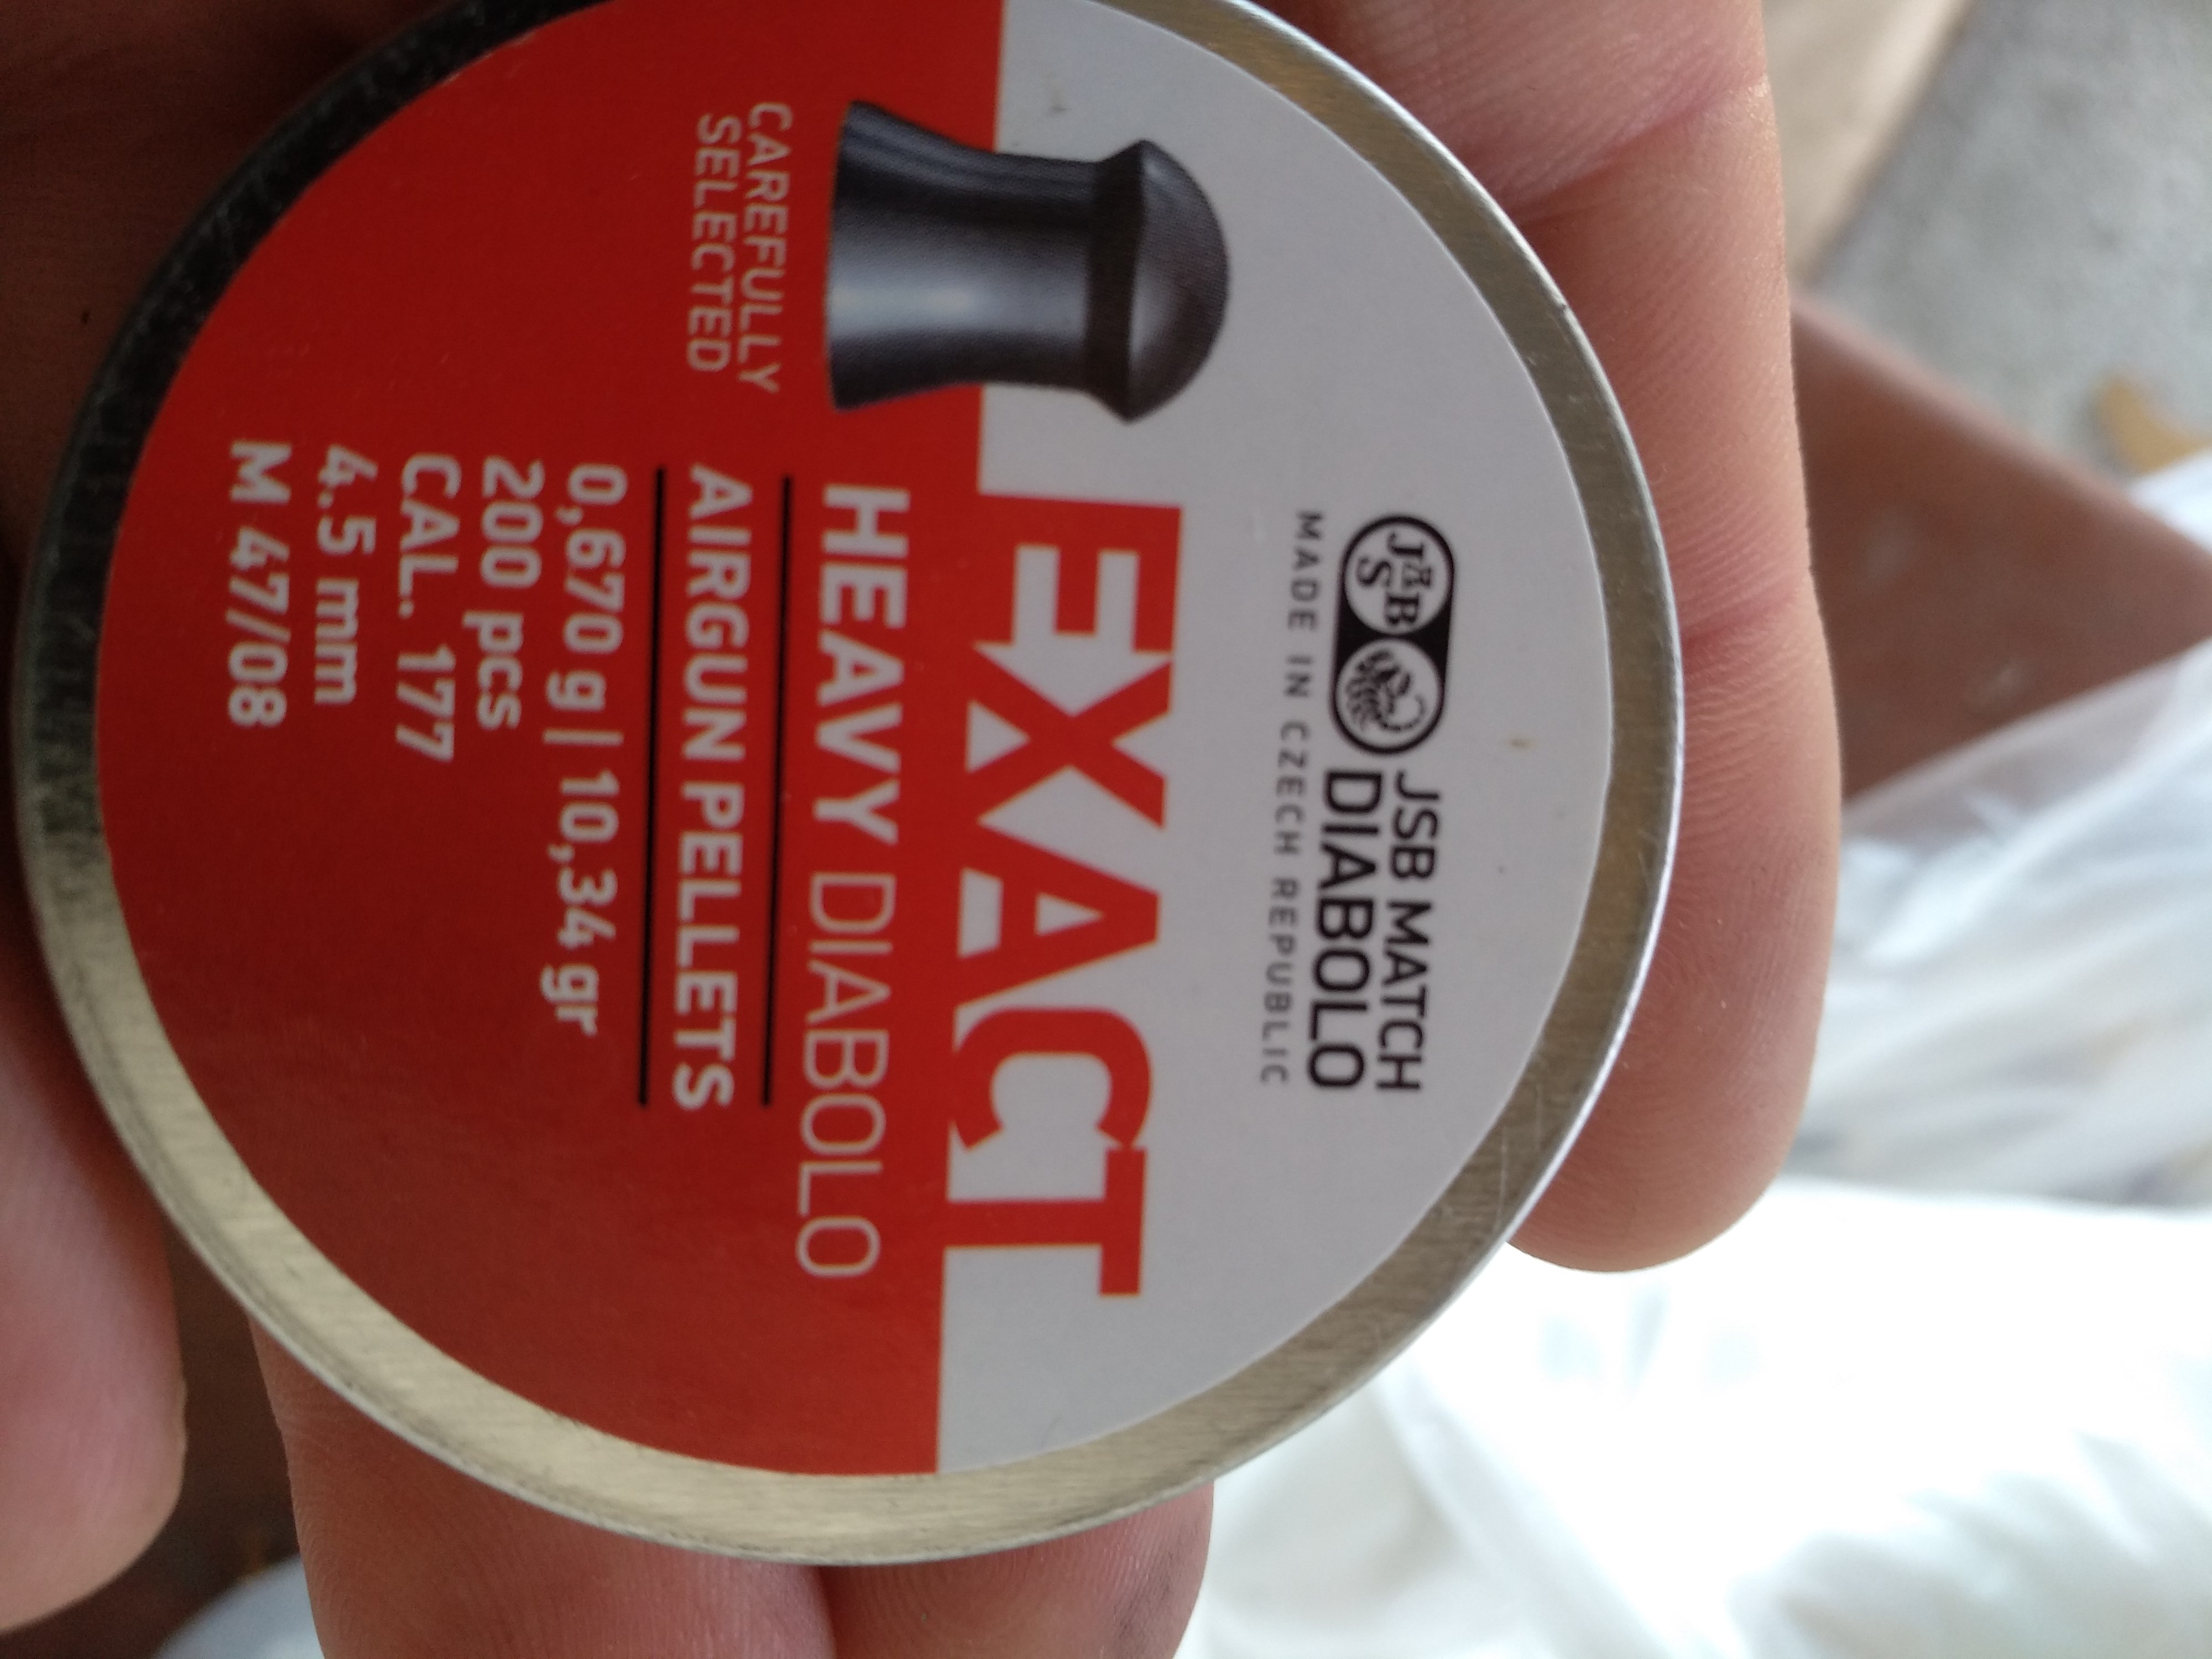 JSB
JSB MATCH
DIABOLO
MADE IN CZECH REPUBLIC
EXACT
HEAVY DIABOLO
AIRGUN PELLETS
CAREFULLY
SELECTED
0,670 g | 10,34 gr
200 pcs
CAL. 177
4.5 mm
M 47/08